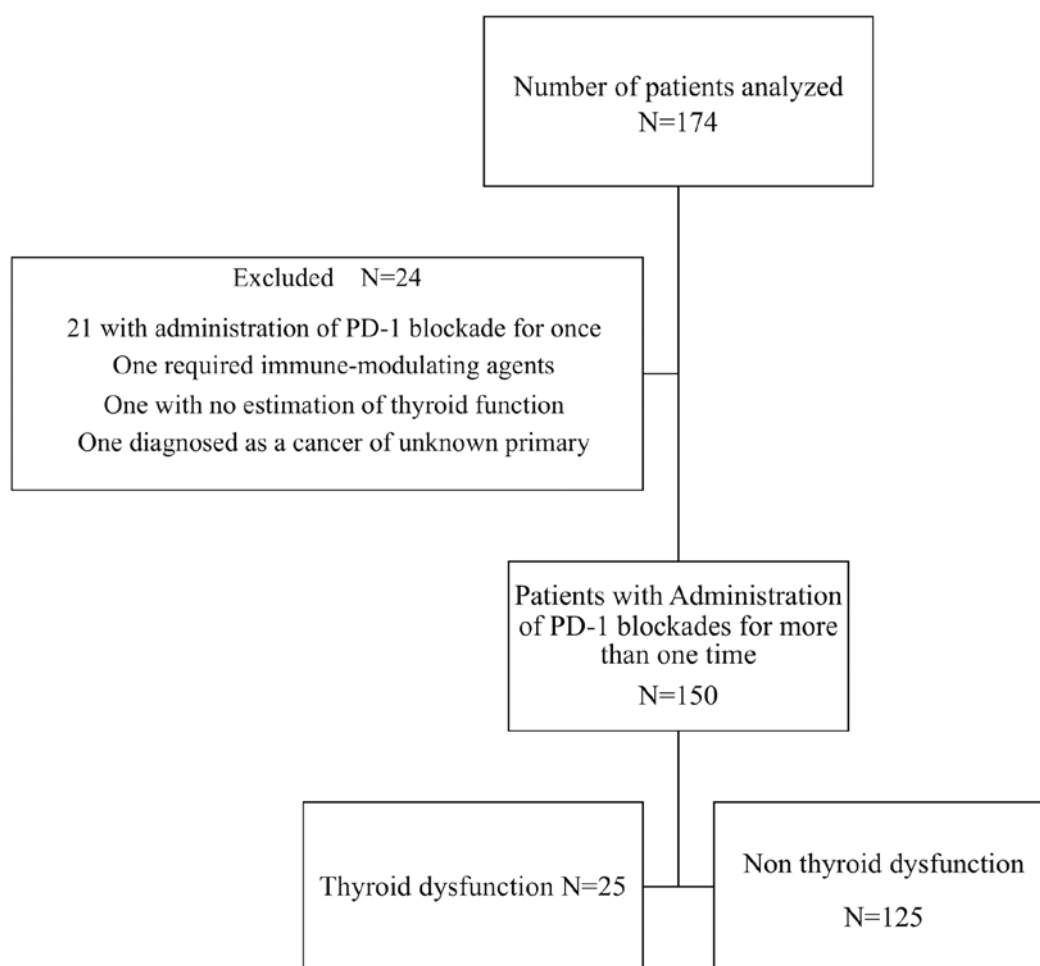 Number of patients analyzed
N=174
Excluded N=24
21 with administration of PD-1 blockade for once
One required immune-modulating agents
One with no estimation of thyroid function
One diagnosed as a cancer of unknown primary
Patients with Administration
of PD-1 blockades for more
than one time
N=150
Thyroid dysfunction N=25
Non thyroid dysfunction
N=125